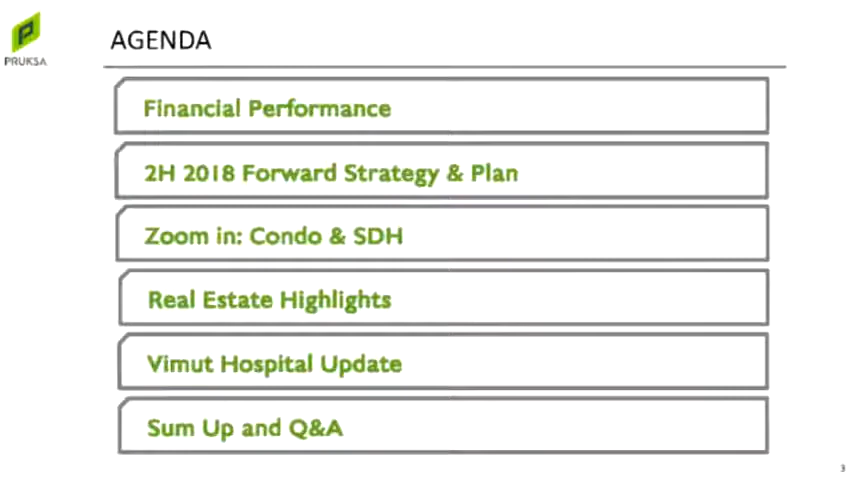 PRUKSA
AGENDA
Financial Performance
2H 2018 Forward Strategy & Plan
Zoom in: Condo & SDH
Real Estate Highlights
Vimut Hospital Update
Sum Up and Q&A
3